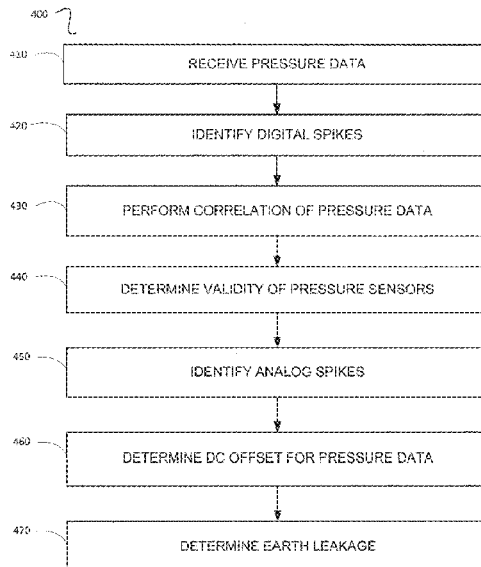 400
410
RECEIVE PRESSURE DATA
420
IDENTIFY DIGITAL SPIKES
430
PERFORM CORRELATION OF PRESSURE DATA
440
DETERMINE VALIDITY OF PRESSURE SENSORS
450
IDENTIFY ANALOG SPIKES
460
DETERMINE DC OFFSET FOR PRESSURE DATA
470
DETERMINE EARTH LEAKAGE